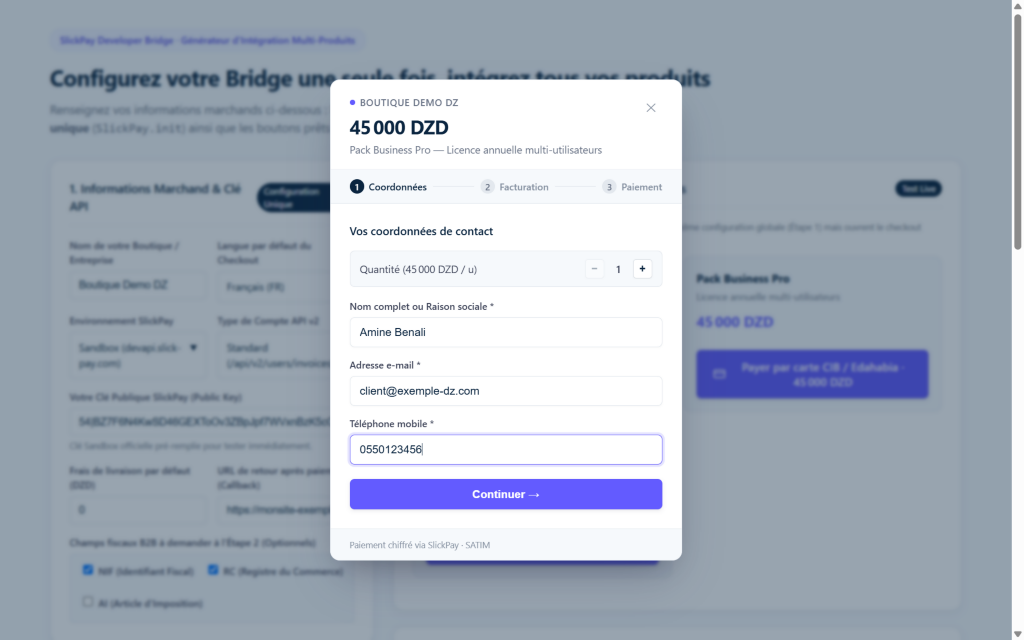 SlickPay Developer Bridge · Générateur d'Intégration Multi-Produits
Configurez votre Bridge une seule fois, intégrez tous vos produits
Renseignez vos informations marchands ci-dessous
unique (SlickPay.init) ainsi que les boutons
1. Informations Marchand & Clé
API
Configuration
Unique
Nom de votre Boutique /
Entreprise
Langue par défaut du
Checkout
Boutique Demo DZ
Français (FR)
Environnement SlickPay
Type de Compte API v2
Sandbox (devapi.slick-
pay.com)
Standard
(/api/v2/users/invoices
Votre Clé Publique SlickPay (Public Key)
Clé Sandbox officielle pré-remplie pour tester immédiatement.
Frais de livraison par défaut
(DZD)
URL de retour après
(Callback)
0
Champs fiscaux B2B à demander à l'Étape 2 (Optionnels)
NIF (Identifiant Fiscal)
RC (Registre du Commerce)
AI (Article d'Imposition)
BOUTIQUE DEMO DZ
45 000 DZD
Pack Business Pro — Licence annuelle multi-utilisateurs
1 Coordonnées
2 Facturation
3 Paiement
Vos coordonnées de contact
Quantité (45 000 DZD / u)
− 1 +
Nom complet ou Raison sociale *
Amine Benali
Adresse e-mail *
client@exemple-dz.com
Téléphone mobile *
0550123456
Continuer →
Paiement chiffré via SlickPay · SATIM
Test Live
configuration globale (Étape 1) mais ouvrent le checkout
Pack Business Pro
Licence annuelle multi-utilisateurs
45 000 DZD
Payer par carte CIB / Edahabia ·
45 000 DZD